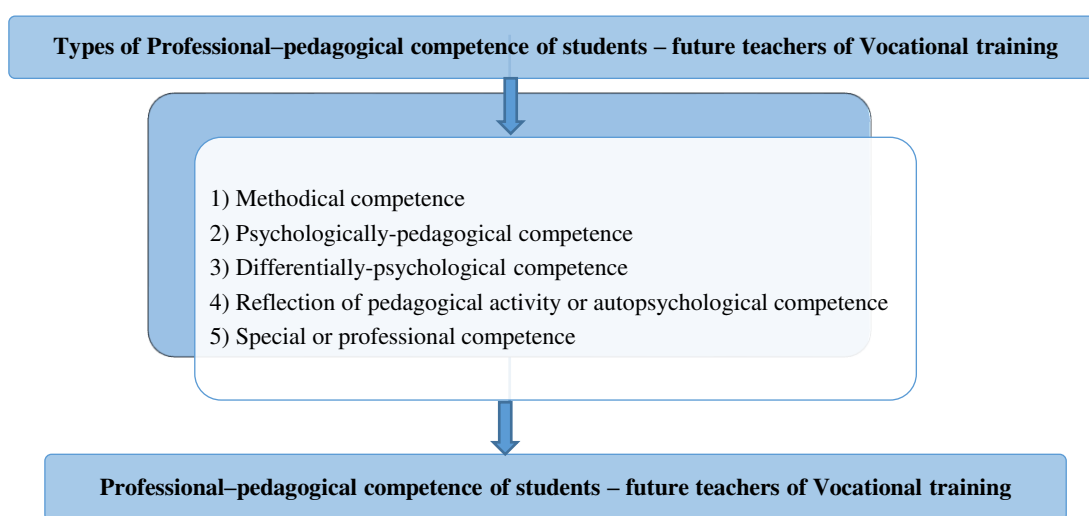 Types of Professional–pedagogical competence of students – future teachers of Vocational training
1) Methodical competence
2) Psychologically-pedagogical competence
3) Differentially-psychological competence
4) Reflection of pedagogical activity or autopsychological competence
5) Special or professional competence
Professional–pedagogical competence of students – future teachers of Vocational training